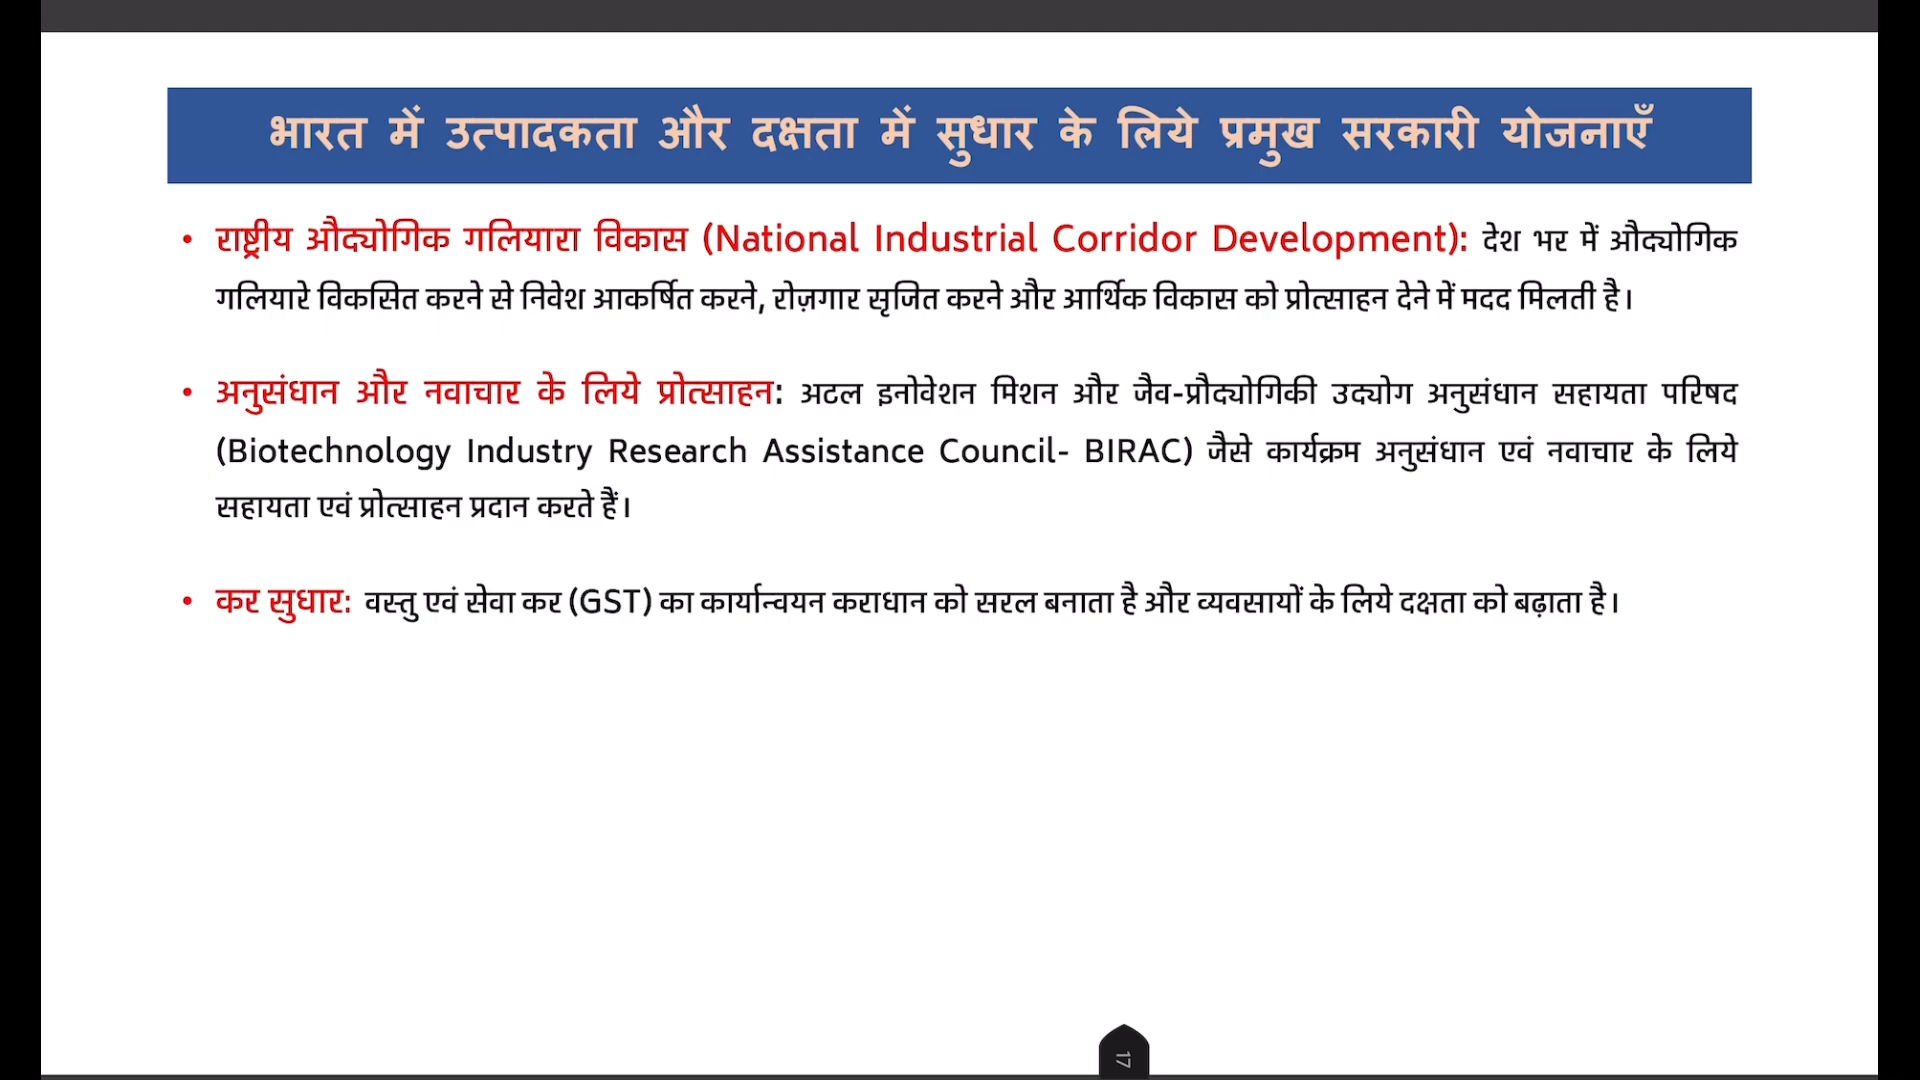 भारत में उत्पादकता और दक्षता में सुधार के लिये प्रमुख सरकारी योजनाएँ
• राष्ट्रीय औद्योगिक गलियारा विकास (National Industrial Corridor Development): देश भर में औद्योगिक
गलियारे विकसित करने से निवेश आकर्षित करने, रोज़गार सृजित करने और आर्थिक विकास को प्रोत्साहन देने में मदद मिलती है।
• अनुसंधान और नवाचार के लिये प्रोत्साहन: अटल इनोवेशन मिशन और जैव-प्रौद्योगिकी उद्योग अनुसंधान सहायता परिषद
(Biotechnology Industry Research Assistance Council- BIRAC) जैसे कार्यक्रम अनुसंधान एवं नवाचार के लिये
सहायता एवं प्रोत्साहन प्रदान करते हैं।
• कर सुधार: वस्तु एवं सेवा कर (GST) का कार्यान्वयन कराधान को सरल बनाता है और व्यवसायों के लिये दक्षता को बढ़ाता है।
17